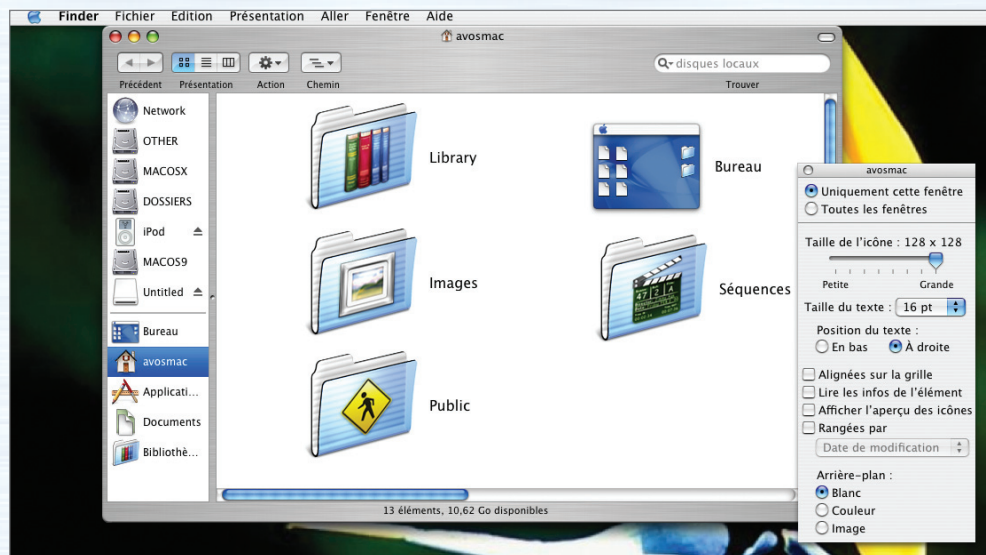 Finder Fichier Edition Présentation Aller Fenêtre Aide
avosmac
disques locaux
Précédent Présentation Action Chemin Trouver
Network
OTHER
MACOSX
DOSSIERS
iPod
MACOS9
Untitled
Bureau
avosmac
Applicati...
Documents
Bibliothè...
Library
Bureau
Images
Séquences
Public
13 éléments, 10,62 Go disponibles
avosmac
Uniquement cette fenêtre
Toutes les fenêtres
Taille de l'icône : 128 x 128
Petite Grande
Taille du texte : 16 pt
Position du texte :
En bas À droite
Alignées sur la grille
Lire les infos de l'élément
Afficher l'aperçu des icônes
Rangées par
Date de modification
Arrière-plan :
Blanc
Couleur
Image